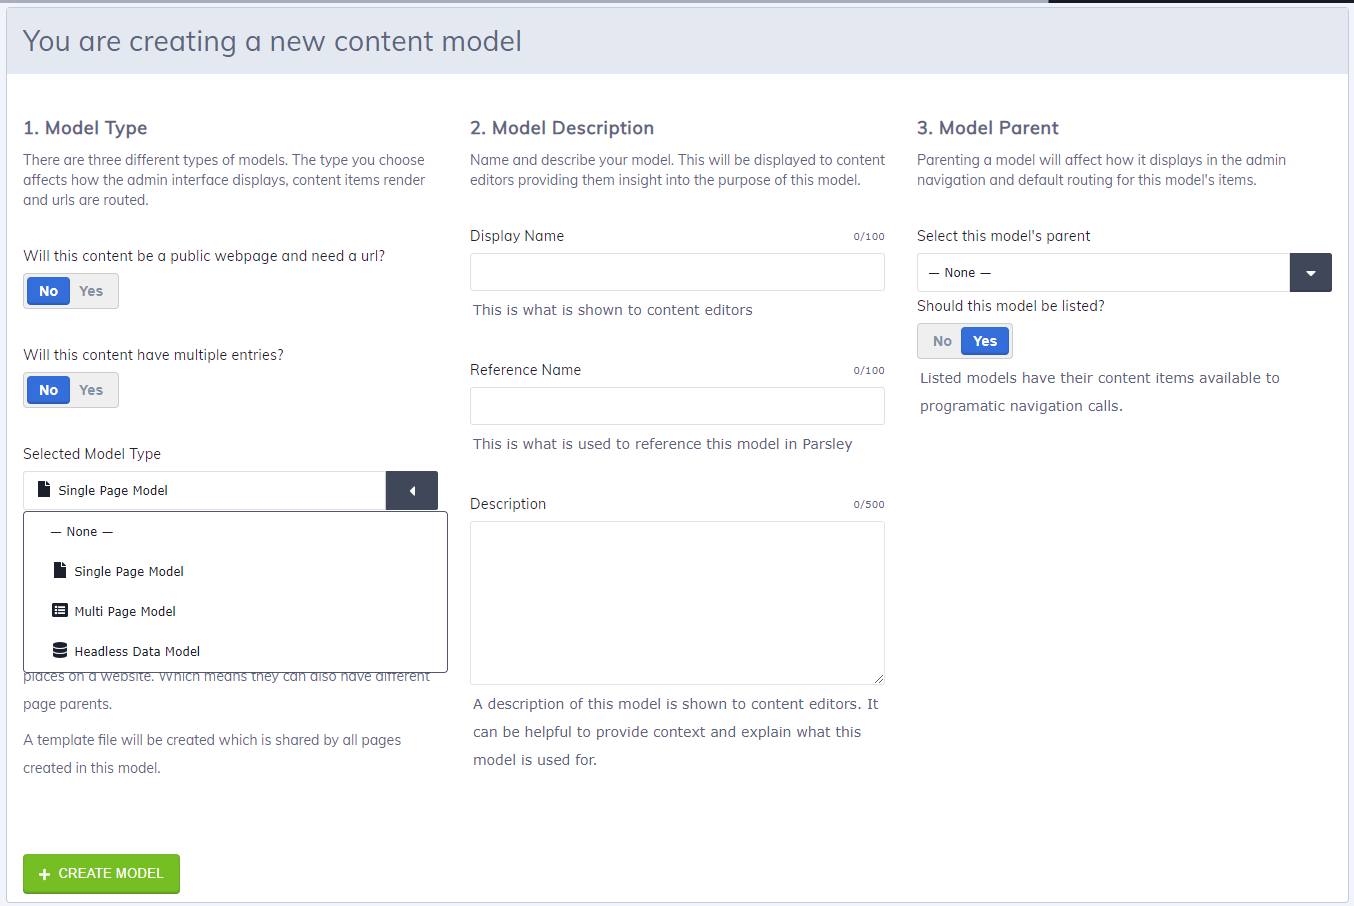 You are creating a new content model
1. Model Type
There are three different types of models. The type you choose
affects how the admin interface displays, content items render
and urls are routed.
Will this content be a public webpage and need a url?
No Yes
Will this content have multiple entries?
No Yes
Selected Model Type
Single Page Model
— None —
Single Page Model
Multi Page Model
Headless Data Model
places on a website. Which means they can also have different
page parents.
A template file will be created which is shared by all pages
created in this model.
+ CREATE MODEL
2. Model Description
Name and describe your model. This will be displayed to content
editors providing them insight into the purpose of this model.
Display Name 0/100
This is what is shown to content editors
Reference Name 0/100
This is what is used to reference this model in Parsley
Description 0/500
A description of this model is shown to content editors. It
can be helpful to provide context and explain what this
model is used for.
3. Model Parent
Parenting a model will affect how it displays in the admin
navigation and default routing for this model's items.
Select this model's parent
— None —
Should this model be listed?
No Yes
Listed models have their content items available to
programatic navigation calls.